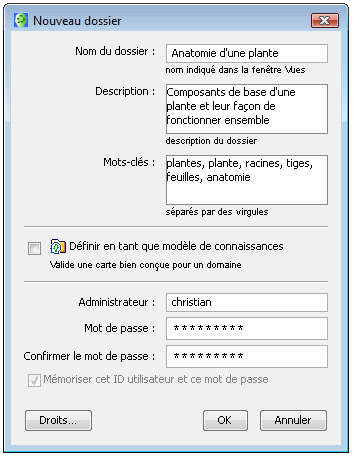 Nouveau dossier
Nom du dossier : Anatomie d'une plante
nom indiqué dans la fenêtre Vues
Description : Composants de base d'une
plante et leur façon de
fonctionner ensemble
description du dossier
Mots-clés : plantes, plante, racines, tiges,
feuilles, anatomie
séparés par des virgules
Définir en tant que modèle de connaissances
Valide une carte bien conçue pour un domaine
Administrateur : christian
Mot de passe : *********
Confirmer le mot de passe : *********
Mémoriser cet ID utilisateur et ce mot de passe
Droits... OK Annuler